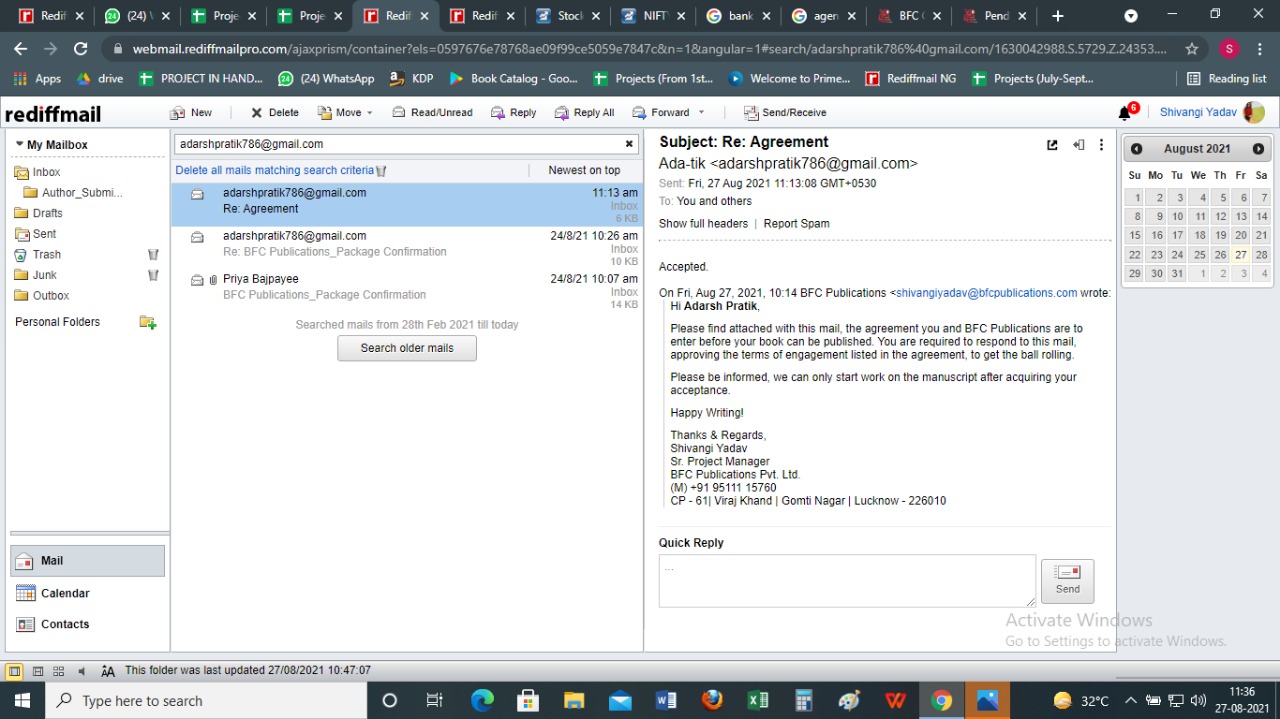 Redif
(24) \
Proje
Proje
Redif
Redif
Stock
NIFT
bank
agen
BFC
Pend
webmail.rediffmailpro.com/ajaxprism/container?els=0597676e78768ae09f99ce5059e7847c&n=1&angular=1#search/adarshpratik786%40gmail.com/1630042988.S.5729.Z.24353....
S
Apps
drive
PROJECT IN HAND...
(24) WhatsApp
KDP
Book Catalog - Goo...
Projects (From 1st...
Welcome to Prime...
Rediffmail NG
Projects (July-Sept...
Reading list
rediffmail
New
Delete
Move
Read/Unread
Reply
Reply All
Forward
Send/Receive
6
Shivangi Yadav
My Mailbox
Inbox
Author_Submi...
Drafts
Sent
Trash
Junk
Outbox
Personal Folders
Mail
Calendar
Contacts
adarshpratik786@gmail.com
Delete all mails matching search criteria
Newest on top
adarshpratik786@gmail.com 11:13 am
Re: Agreement Inbox
6 KB
adarshpratik786@gmail.com 24/8/21 10:26 am
Re: BFC Publications_Package Confirmation Inbox
10 KB
Priya Bajpayee 24/8/21 10:07 am
BFC Publications_Package Confirmation Inbox
14 KB
Searched mails from 28th Feb 2021 till today
Search older mails
Subject: Re: Agreement
Ada-tik <adarshpratik786@gmail.com>
Sent: Fri, 27 Aug 2021 11:13:08 GMT+0530
To: You and others
Show full headers | Report Spam
Accepted.
On Fri, Aug 27, 2021, 10:14 BFC Publications <shivangiyadav@bfcpublications.com wrote:
Hi Adarsh Pratik,
Please find attached with this mail, the agreement you and BFC Publications are to
enter before your book can be published. You are required to respond to this mail,
approving the terms of engagement listed in the agreement, to get the ball rolling.
Please be informed, we can only start work on the manuscript after acquiring your
acceptance.
Happy Writing!
Thanks & Regards,
Shivangi Yadav
Sr. Project Manager
BFC Publications Pvt. Ltd.
(M) +91 95111 15760
CP - 61| Viraj Khand | Gomti Nagar | Lucknow - 226010
Quick Reply
...
Send
August 2021
Su Mo Tu We Th Fr Sa
1 2 3 4 5 6 7
8 9 10 11 12 13 14
15 16 17 18 19 20 21
22 23 24 25 26 27 28
29 30 31 1 2 3 4
Activate Windows
Go to Settings to activate Windows.
This folder was last updated 27/08/2021 10:47:07
Type here to search
32°C
11:36
27-08-2021